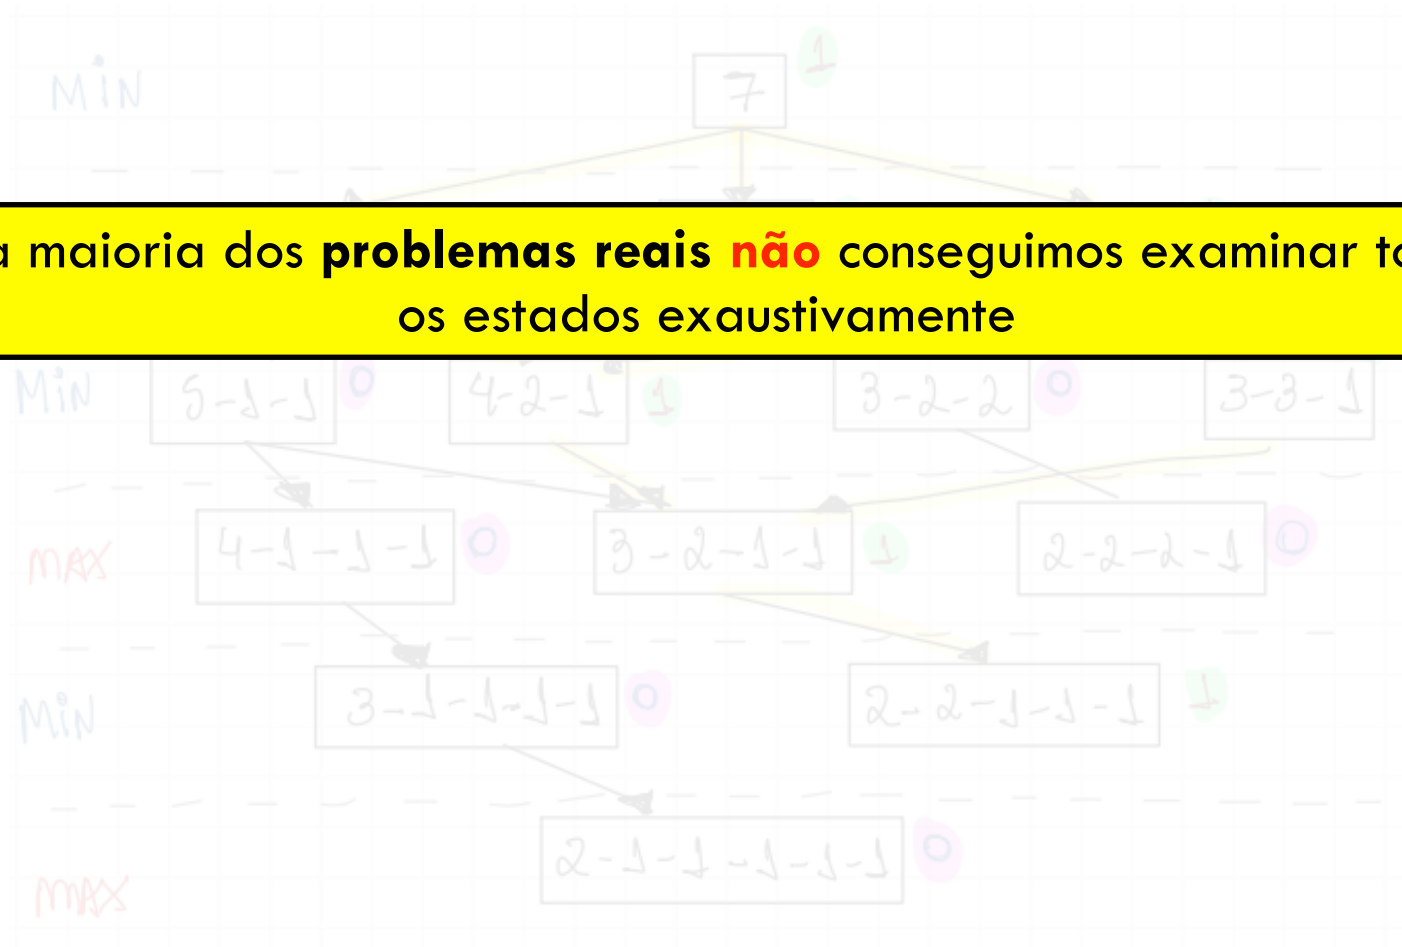 MIN
7 1
maioria dos problemas reais não conseguimos examinar
os estados exaustivamente
MIN 5-1-1 0 4-2-1 1 3-2-2 0 3-3-1
MAX 4-1-1-1 0 3-2-1-1 1 2-2-2-1 0
MIN 3-1-1-1-1 0 2-2-1-1-1 1
2-1-1-1-1-1 0
MAX